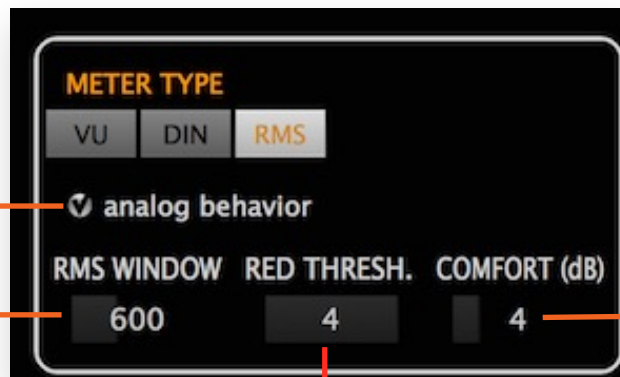 METER TYPE
VU DIN RMS
analog behavior
RMS WINDOW RED THRESH. COMFORT (dB)
600 4 4